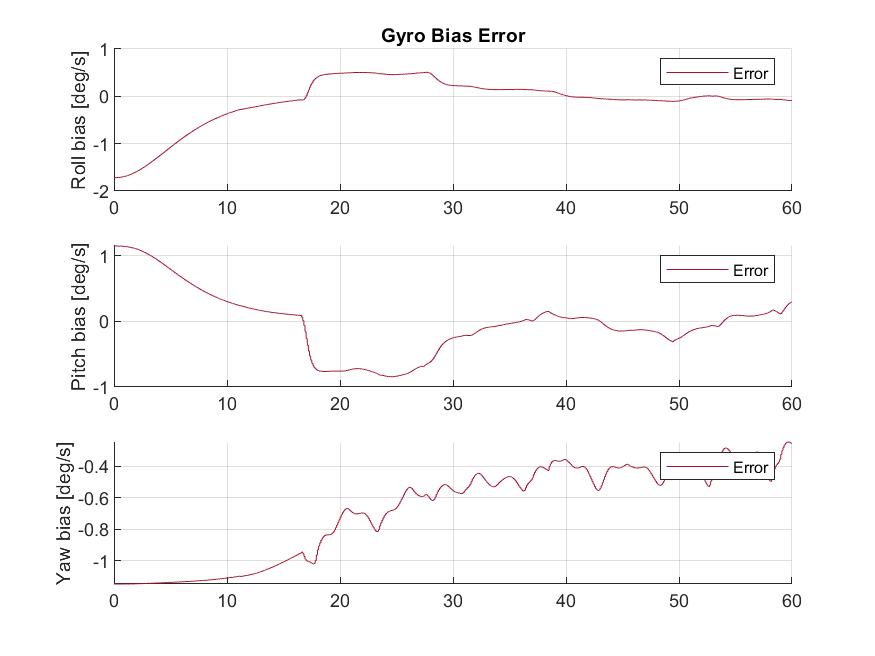 Gyro Bias Error
Roll bias [deg/s]
1
0
-1
-2
Error
0 10 20 30 40 50 60
Pitch bias [deg/s]
1
0
-1
Error
0 10 20 30 40 50 60
Yaw bias [deg/s]
-0.4
-0.6
-0.8
-1
Error
0 10 20 30 40 50 60